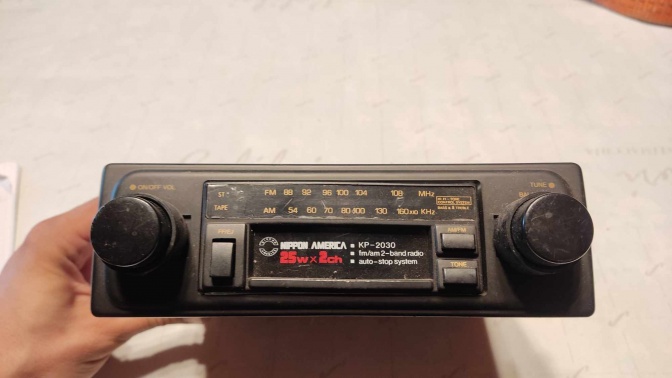 ON/OFF VOL
ST
FM 88 92 96 100 104 108 MHz
TAPE
AM 54 60 70 80 100 130 160 x10 KHz
TUNE
BAL
NIPPON AMERICA
25w×2ch
KP-2030
fm/am 2-band radio
auto-stop system
AM/FM
TONE